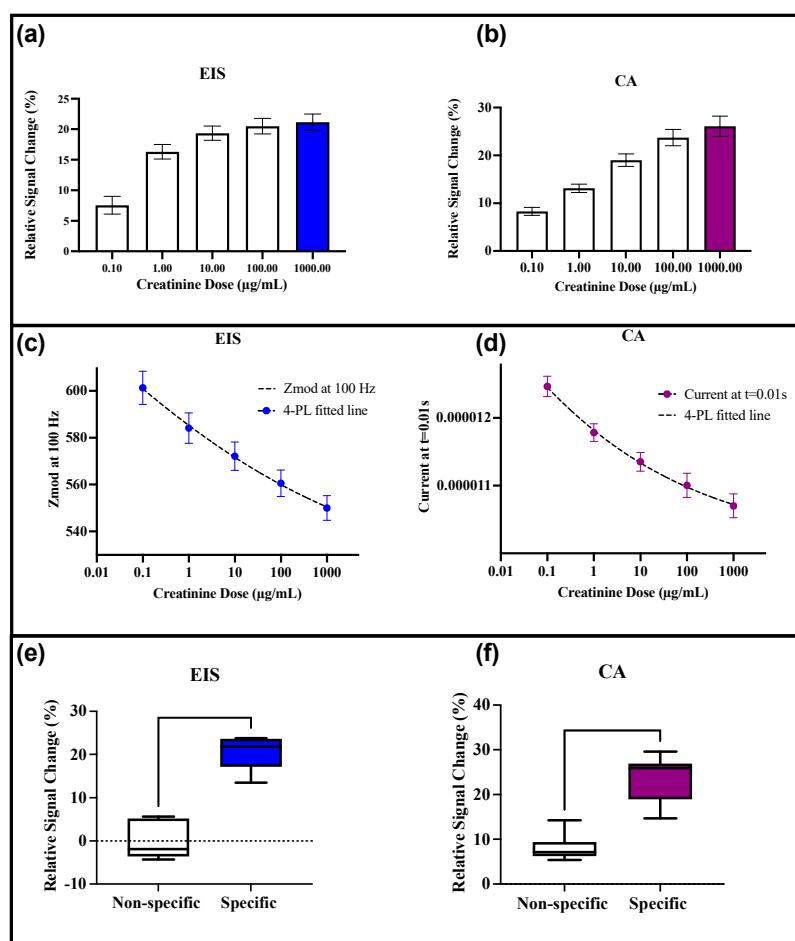 (a)
EIS
Relative Signal Change (%)
25
20
15
10
5
0
0.10 1.00 10.00 100.00 1000.00
Creatinine Dose (µg/mL)
(b)
CA
Relative Signal Change (%)
30
20
10
0
0.10 1.00 10.00 100.00 1000.00
Creatinine Dose (µg/mL)
(c)
EIS
Zmod at 100 Hz
600
580
560
540
Zmod at 100 Hz
4-PL fitted line
0.01 0.1 1 10 100 1000
Creatinine Dose (µg/mL)
(d)
CA
Current at t=0.01s
0.000012
0.000011
Current at t=0.01s
4-PL fitted line
0.01 0.1 1 10 100 1000
Creatinine Dose (µg/mL)
(e)
EIS
Relative Signal Change (%)
30
20
10
0
-10
Non-specific Specific
(f)
CA
Relative Signal Change (%)
40
30
20
10
0
Non-specific Specific